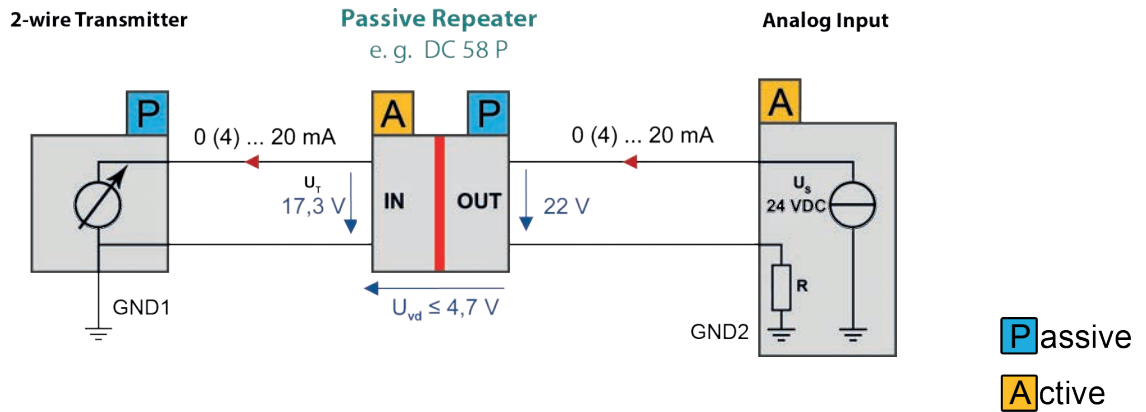 2-wire Transmitter
Passive Repeater
e. g. DC 58 P
Analog Input
P
A
P
A
0 (4) ... 20 mA
0 (4) ... 20 mA
UT
17,3 V
IN
OUT
22 V
US
24 VDC
R
GND1
Uvd ≤ 4,7 V
GND2
Passive
Active